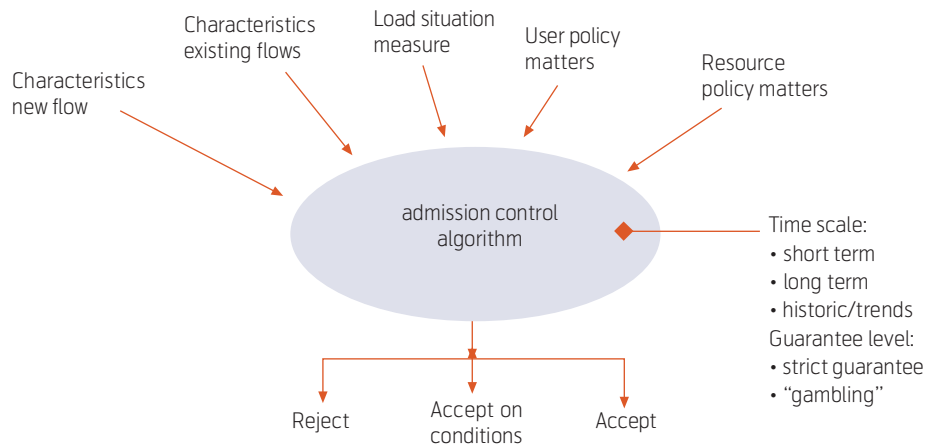 Characteristics
new flow
Characteristics
existing flows
Load situation
measure
User policy
matters
Resource
policy matters
admission control
algorithm
Time scale:
• short term
• long term
• historic/trends
Guarantee level:
• strict guarantee
• “gambling”
Reject
Accept on
conditions
Accept